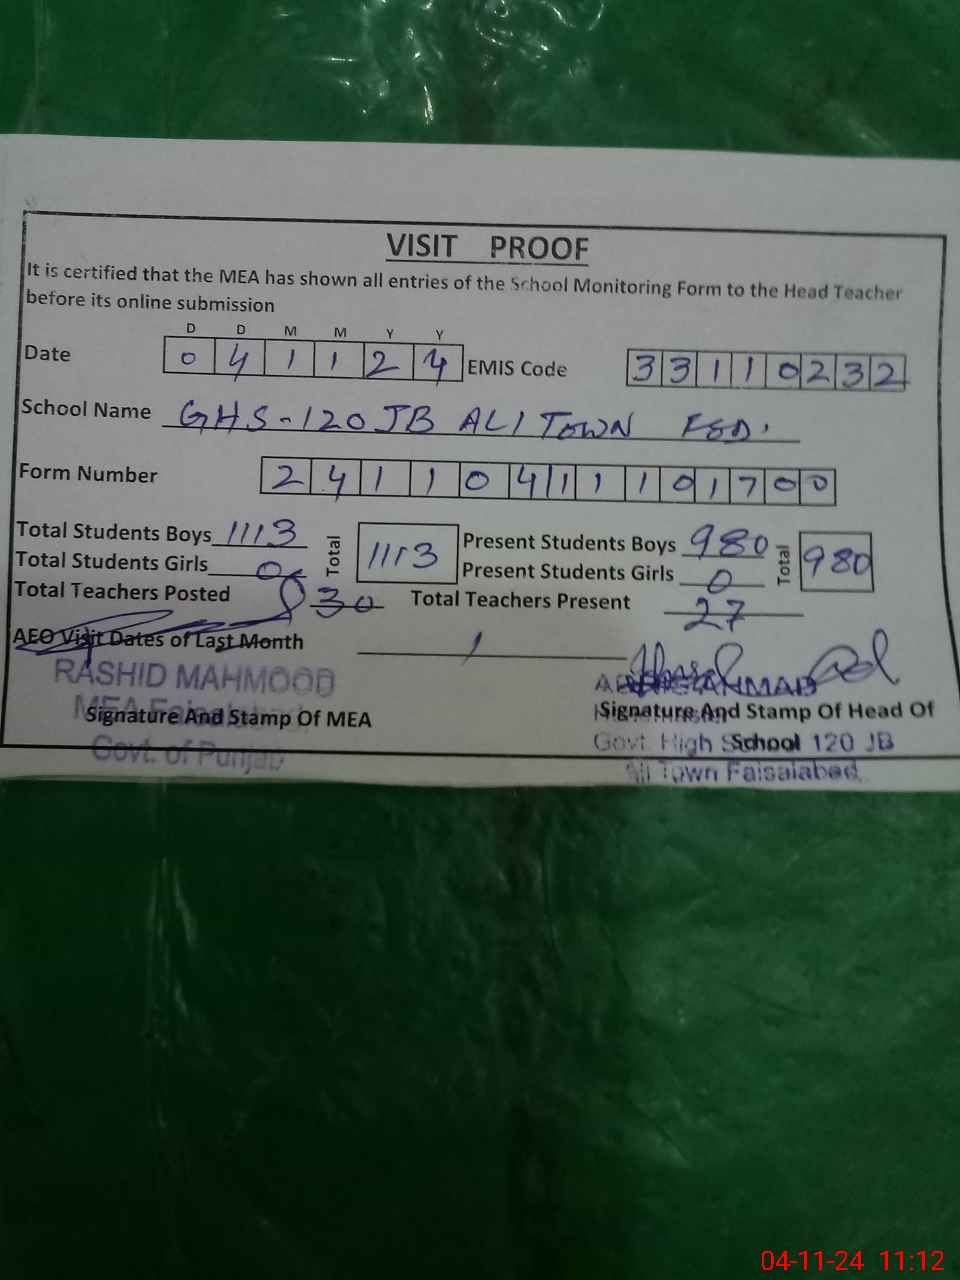 VISIT PROOF
It is certified that the MEA has shown all entries of the School Monitoring Form to the Head Teacher
before its online submission
D D M M Y Y
Date 0 4 1 1 2 4 EMIS Code 3 3 1 1 0 2 3 2
School Name GHS-120 JB ALI TOWN FSD.
Form Number 2 4 1 1 0 4 1 1 1 0 1 7 0 0
Total Students Boys 1113 Total 1113 Present Students Boys 980 Total 980
Total Students Girls 0 Present Students Girls 0
Total Teachers Posted 30 Total Teachers Present 27
AEO Visit Dates of Last Month /
RASHID MAHMOOD
MEA Faisalabad
Signature And Stamp Of MEA
Govt. of Punjab
AHMAD
Signature And Stamp Of Head Of
School
Govt. High School 120 JB
Ali Town Faisalabad
04-11-24 11:12